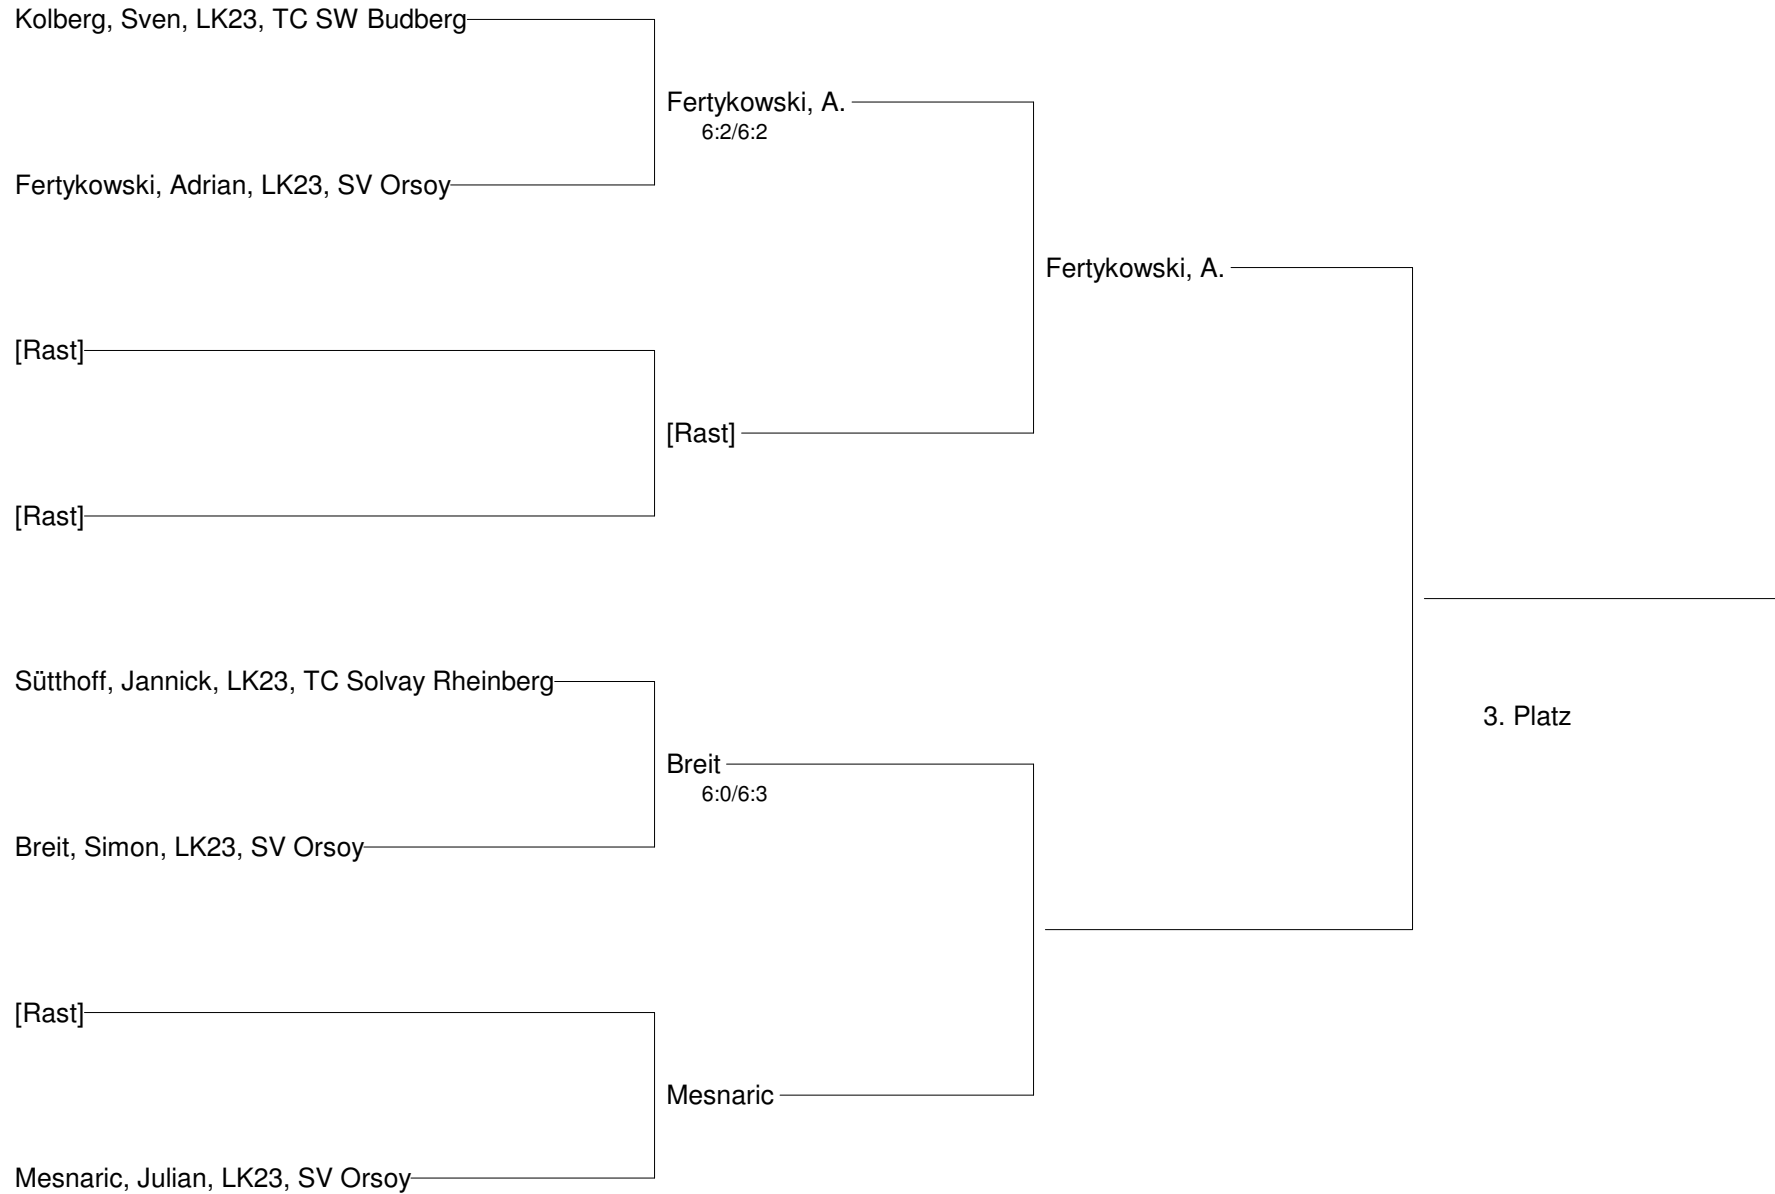 Kolberg, Sven, LK23, TC SW Budberg
Fertykowski, A.
6:2/6:2
Fertykowski, Adrian, LK23, SV Orsoy
Fertykowski, A.
[Rast]
[Rast]
[Rast]
Sütthoff, Jannick, LK23, TC Solvay Rheinberg
3. Platz
Breit
6:0/6:3
Breit, Simon, LK23, SV Orsoy
[Rast]
Mesnaric
Mesnaric, Julian, LK23, SV Orsoy